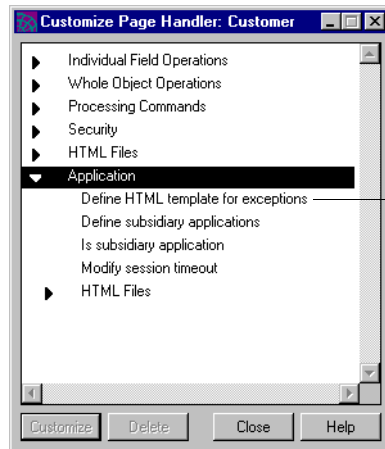 Customize Page Handler: Customer
Individual Field Operations
Whole Object Operations
Processing Commands
Security
HTML Files
Application
Define HTML template for exceptions
Define subsidiary applications
Is subsidiary application
Modify session timeout
HTML Files
Customize Delete Close Help